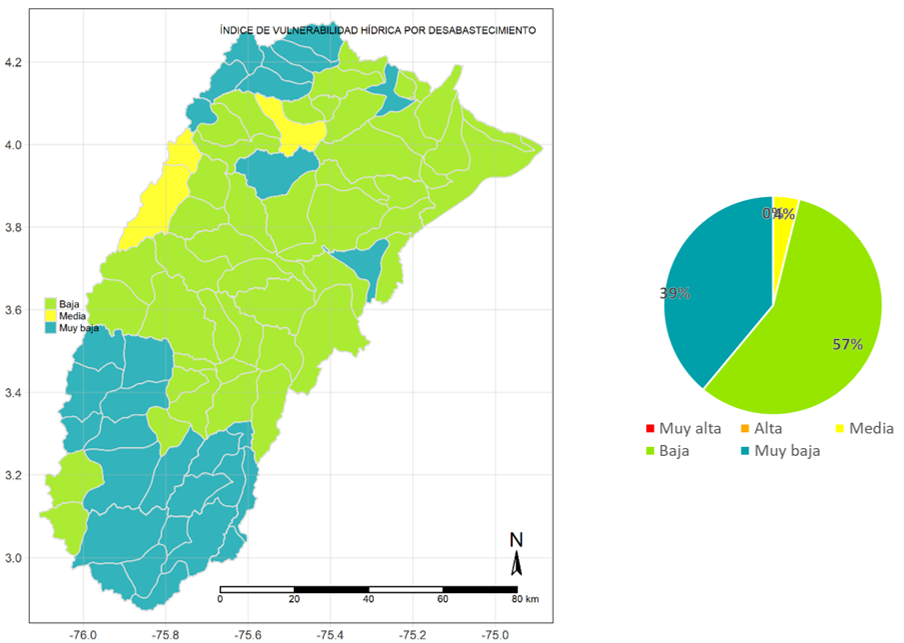 ÍNDICE DE VULNERABILIDAD HÍDRICA POR DESABASTECIMIENTO
4.2
4.0
3.8
3.6
3.4
3.2
3.0
Baja
Media
Muy baja
N
0 20 40 60 80 km
-76.0 -75.8 -75.6 -75.4 -75.2 -75.0
0% 4%
39%
57%
Muy alta Alta Media
Baja Muy baja